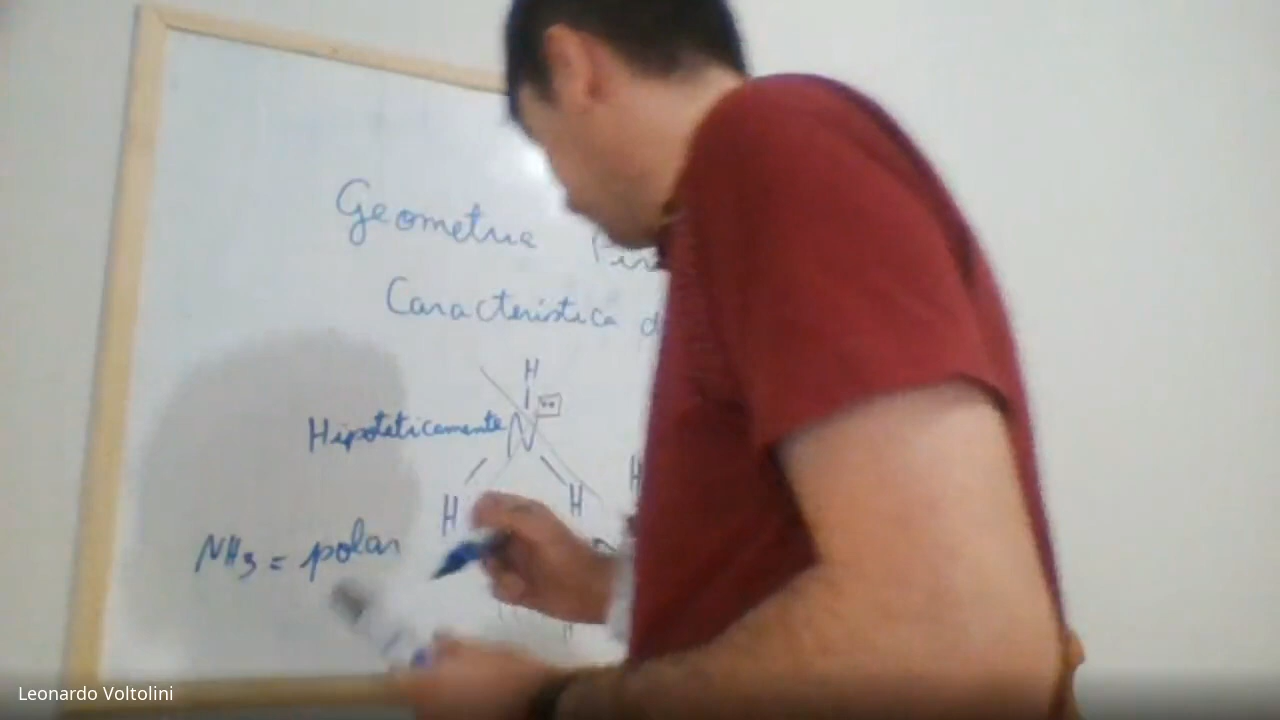 Geometria
Característica
H
Hipoteticamente N
H H H
NH3 = polar
Leonardo Voltolini